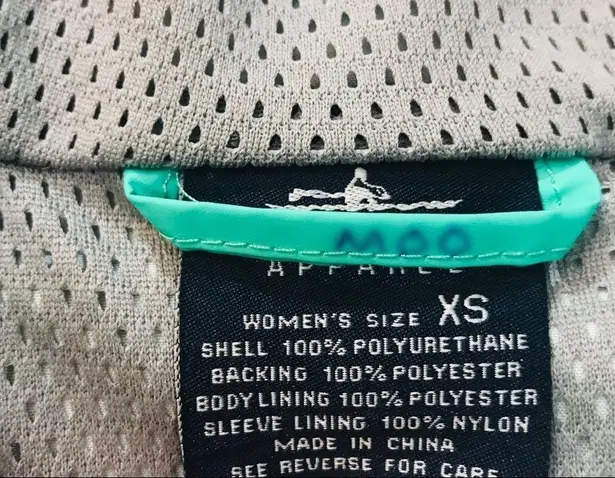 MOO
APPAREL
WOMEN'S SIZE XS
SHELL 100% POLYURETHANE
BACKING 100% POLYESTER
BODY LINING 100% POLYESTER
SLEEVE LINING 100% NYLON
MADE IN CHINA
SEE REVERSE FOR CARE